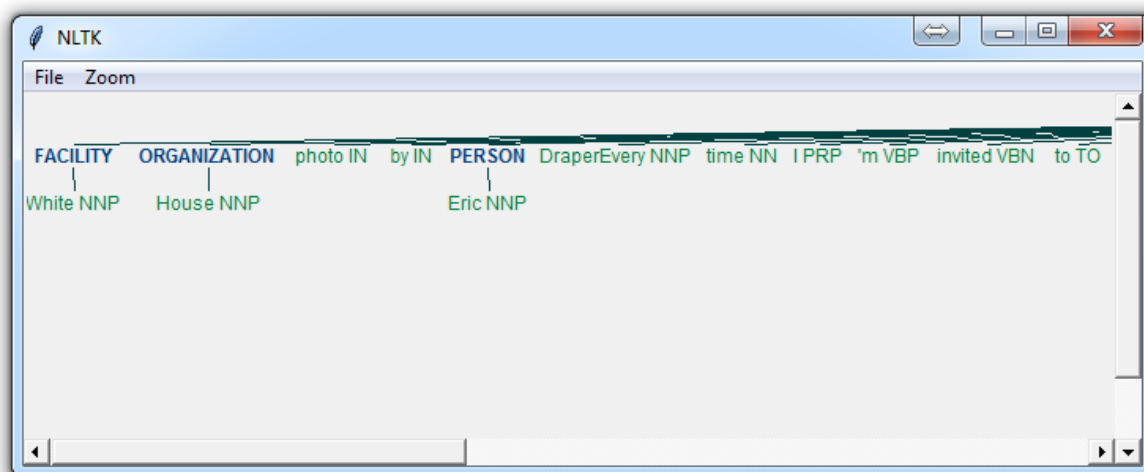 NLTK
File Zoom
FACILITY ORGANIZATION photo IN by IN PERSON DraperEvery NNP time NN I PRP 'm VBP invited VBN to TO
White NNP House NNP Eric NNP